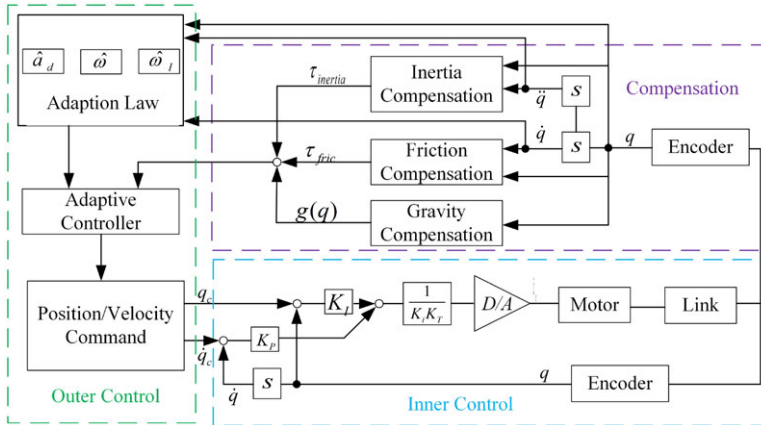 â_d ω̂ ω̂_I
Adaption Law
Adaptive
Controller
Position/Velocity
Command
Outer Control
τ_inertia
Inertia
Compensation
q̈
s
Compensation
τ_fric
Friction
Compensation
q̇
s
q
Encoder
g(q)
Gravity
Compensation
q_c
K_I
1
K_t K_T
D/A
Motor
Link
q̇_c
K_P
q̇
s
q
Encoder
Inner Control